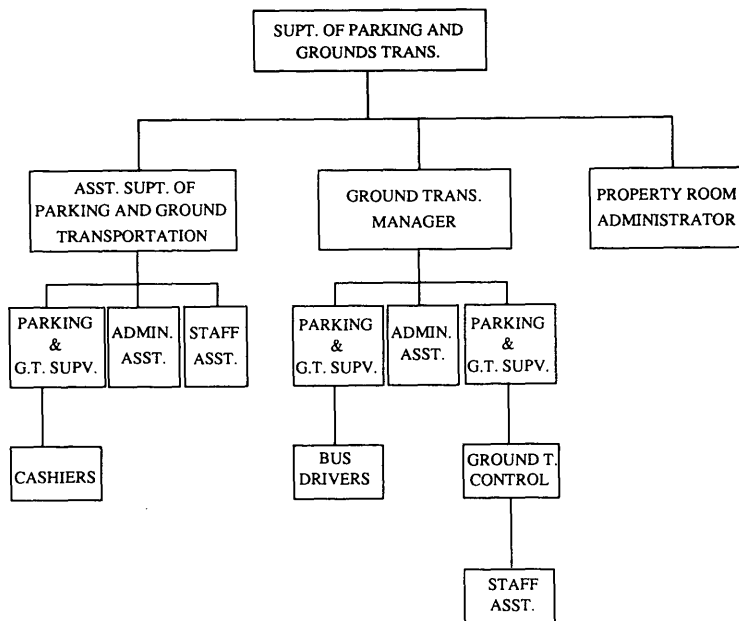 SUPT. OF PARKING AND
GROUNDS TRANS.
ASST. SUPT. OF
PARKING AND GROUND
TRANSPORTATION
GROUND TRANS.
MANAGER
PROPERTY ROOM
ADMINISTRATOR
PARKING
&
G.T. SUPV.
ADMIN.
ASST.
STAFF
ASST.
PARKING
&
G.T. SUPV.
ADMIN.
ASST.
PARKING
&
G.T. SUPV.
CASHIERS
BUS
DRIVERS
GROUND T.
CONTROL
STAFF
ASST.